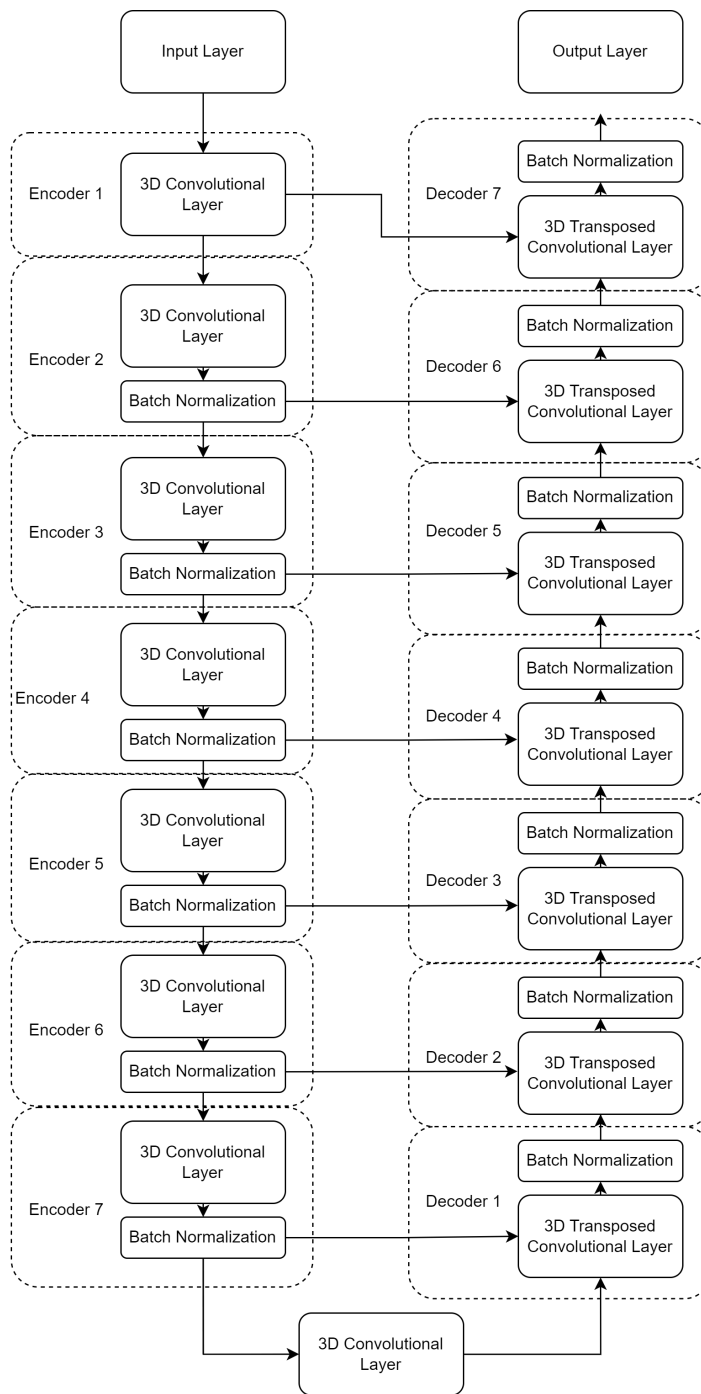 Input Layer
Output Layer
Encoder 1
3D Convolutional
Layer
Encoder 2
3D Convolutional
Layer
Batch Normalization
Encoder 3
3D Convolutional
Layer
Batch Normalization
Encoder 4
3D Convolutional
Layer
Batch Normalization
Encoder 5
3D Convolutional
Layer
Batch Normalization
Encoder 6
3D Convolutional
Layer
Batch Normalization
Encoder 7
3D Convolutional
Layer
Batch Normalization
3D Convolutional
Layer
Batch Normalization
Decoder 7
3D Transposed
Convolutional Layer
Batch Normalization
Decoder 6
3D Transposed
Convolutional Layer
Batch Normalization
Decoder 5
3D Transposed
Convolutional Layer
Batch Normalization
Decoder 4
3D Transposed
Convolutional Layer
Batch Normalization
Decoder 3
3D Transposed
Convolutional Layer
Batch Normalization
Decoder 2
3D Transposed
Convolutional Layer
Batch Normalization
Decoder 1
3D Transposed
Convolutional Layer